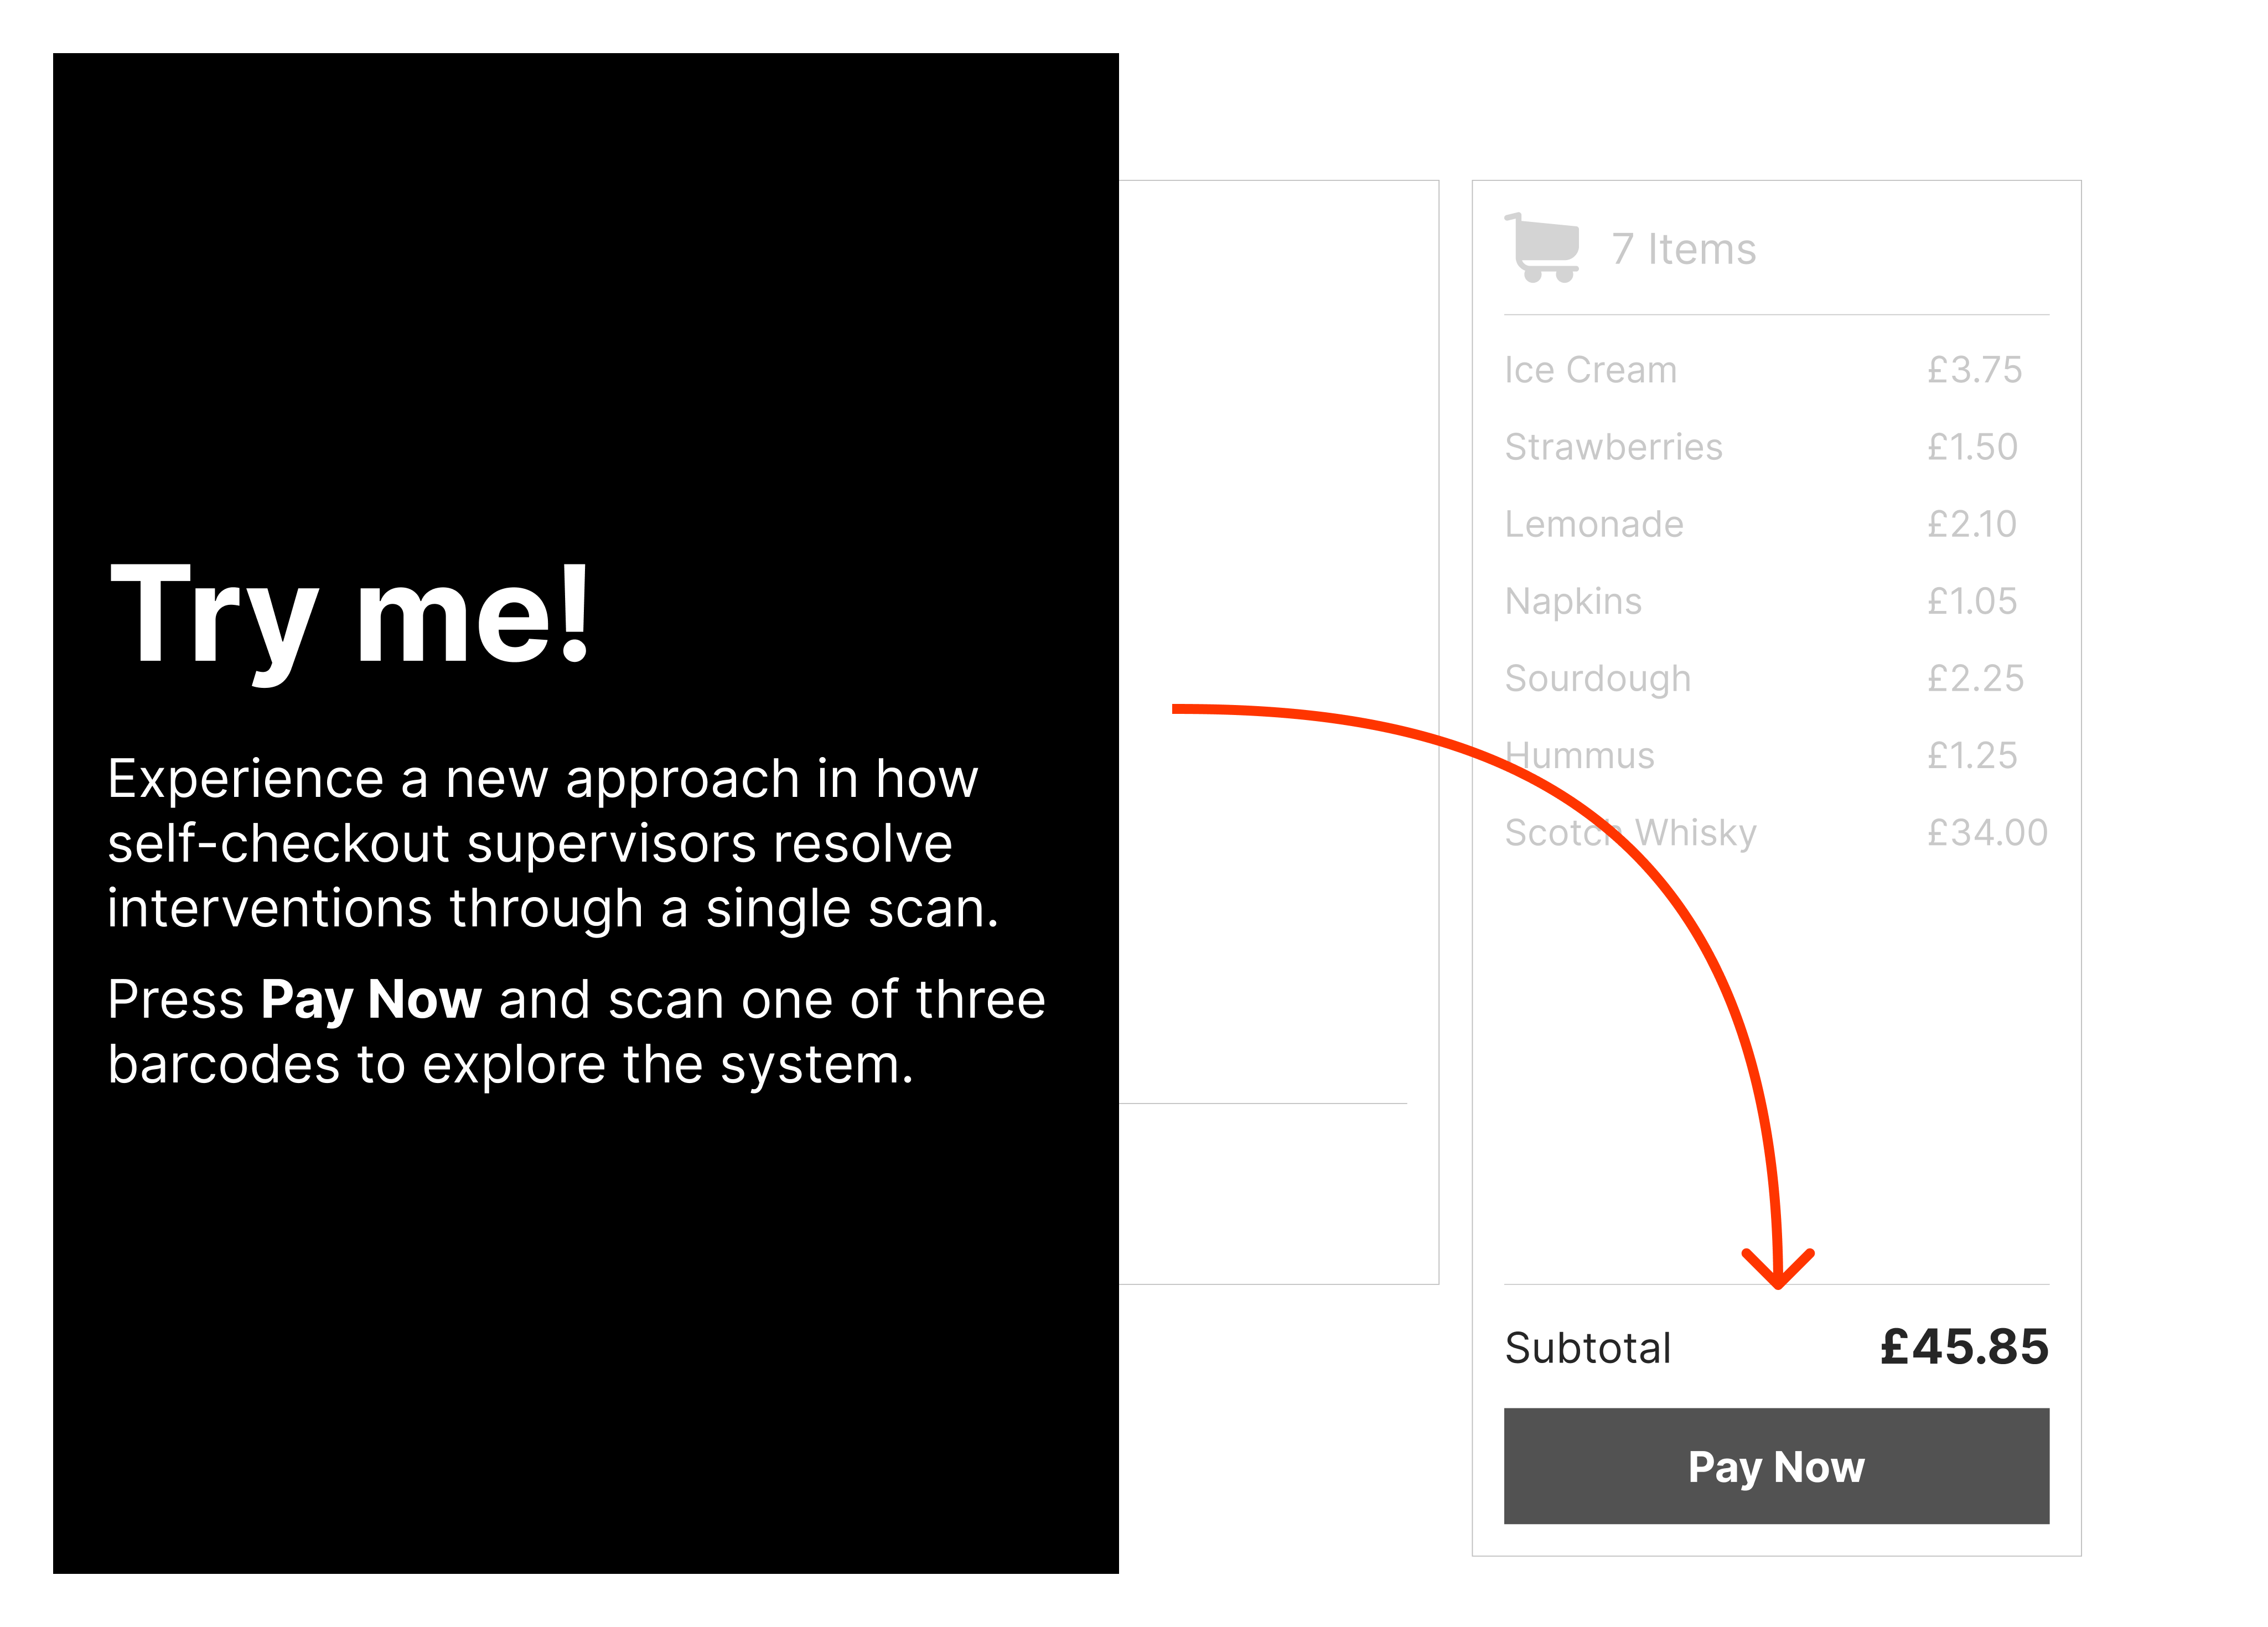 Try me!
Experience a new approach in how
self-checkout supervisors resolve
interventions through a single scan.
Press Pay Now and scan one of three
barcodes to explore the system.
7 Items
Ice Cream £3.75
Strawberries £1.50
Lemonade £2.10
Napkins £1.05
Sourdough £2.25
Hummus £1.25
Scotch Whisky £34.00
Subtotal £45.85
Pay Now